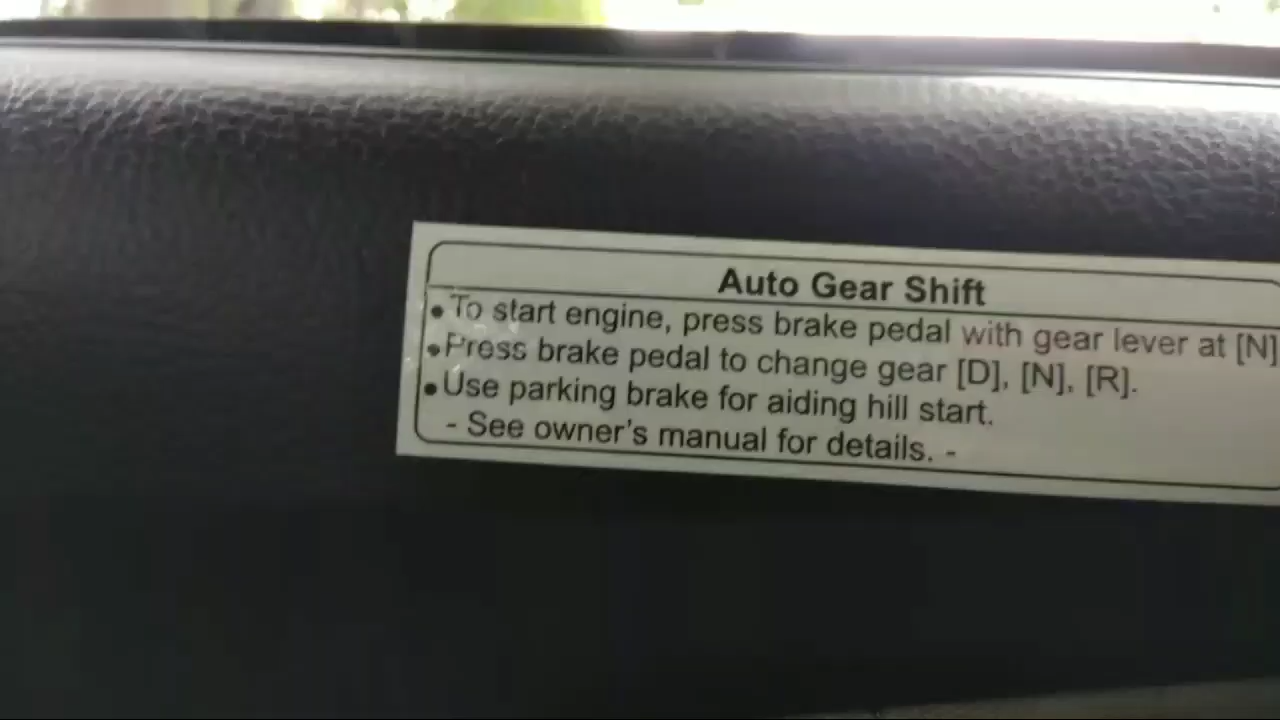 Auto Gear Shift
• To start engine, press brake pedal with gear lever at [N]
• Press brake pedal to change gear [D], [N], [R].
• Use parking brake for aiding hill start.
- See owner's manual for details. -